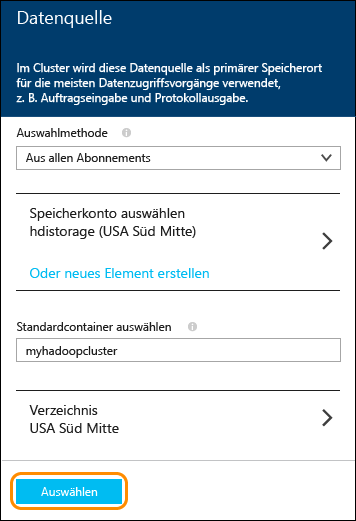 Datenquelle
Im Cluster wird diese Datenquelle als primärer Speicherort
für die meisten Datenzugriffsvorgänge verwendet,
z. B. Auftragseingabe und Protokollausgabe.
Auswahlmethode
Aus allen Abonnements
Speicherkonto auswählen
hdistorage (USA Süd Mitte)
Oder neues Element erstellen
Standardcontainer auswählen
myhadoopcluster
Verzeichnis
USA Süd Mitte
Auswählen